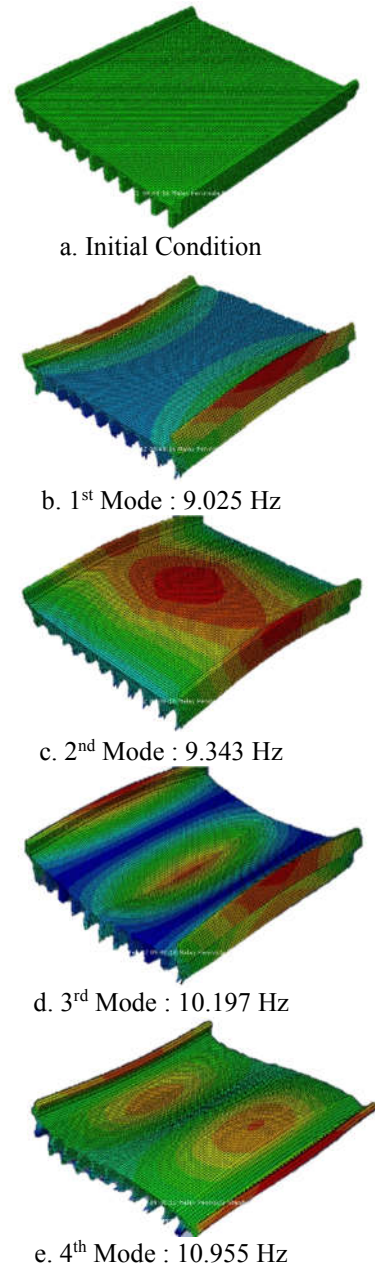 a. Initial Condition
b. 1st Mode : 9.025 Hz
c. 2nd Mode : 9.343 Hz
d. 3rd Mode : 10.197 Hz
e. 4th Mode : 10.955 Hz